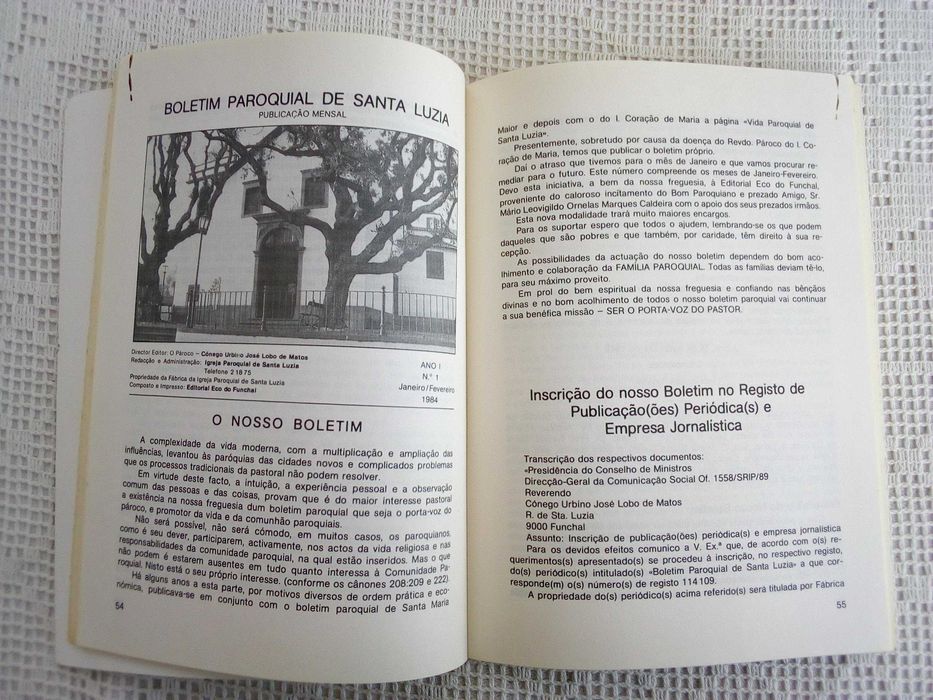 BOLETIM PAROQUIAL DE SANTA LUZIA
PUBLICAÇÃO MENSAL
Director Editor: O Pároco – Cónego Urbino José Lobo de Matos
Redacção e Administração: Igreja Paroquial de Santa Luzia
Telefone 2 18 75
Propriedade da Fábrica da Igreja Paroquial de Santa Luzia
Composto e Impresso: Editorial Eco do Funchal
ANO I
N.º 1
Janeiro/Fevereiro
1984
O NOSSO BOLETIM
A complexidade da vida moderna, com a multiplicação e ampliação das
influências, levantou às paróquias das cidades novos e complicados problemas
que os processos tradicionais da pastoral não podem resolver.
Em virtude deste facto, a intuição, a experiência pessoal e a observação
comum das pessoas e das coisas, provam que é do maior interesse pastoral
a existência na nossa freguesia dum boletim paroquial que seja o porta-voz do
pároco, e promotor da vida e da comunhão paroquiais.
Não será possível, não será cómodo, em muitos casos, os paroquianos,
como é seu dever, participarem, activamente, nos actos da vida religiosa e nas
responsabilidades da comunidade paroquial, na qual estão inseridos. Mas o que
não podem é estarem ausentes em tudo quanto interessa à Comunidade Pa-
roquial. Nisto está o seu próprio interesse. (conforme os cânones 208:209 e 222).
Há alguns anos a esta parte, por motivos diversos de ordem prática e eco-
nómica, publicava-se em conjunto com o boletim paroquial de Santa Maria
54
Maior e depois com o do I. Coração de Maria a página «Vida Paroquial de
Santa Luzia».
Presentemente, sobretudo por causa da doença do Revdo. Pároco do I. Co-
ração de Maria, temos que publicar o boletim próprio.
Daí o atraso que tivemos para o mês de Janeiro e que vamos procurar re-
mediar para o futuro. Este número compreende os meses de Janeiro-Fevereiro.
Devo esta iniciativa, a bem da nossa freguesia, à Editorial Eco do Funchal,
proveniente do caloroso incitamento do Bom Paroquiano e prezado Amigo, Sr.
Mário Leovigildo Ornelas Marques Caldeira com o apoio dos seus prezados irmãos.
Esta nova modalidade trará muito maiores encargos.
Para os suportar espero que todos o ajudem, lembrando-se os que podem
daqueles que são pobres e que também, por caridade, têm direito à sua re-
cepção.
As possibilidades da actuação do nosso boletim dependem do bom aco-
lhimento e colaboração da FAMÍLIA PAROQUIAL. Todas as famílias deviam tê-lo,
para seu máximo proveito.
Em prol do bem espiritual da nossa freguesia e confiando nas bênçãos
divinas e no bom acolhimento de todos o nosso boletim paroquial vai continuar
a sua benéfica missão – SER O PORTA-VOZ DO PASTOR.
Inscrição do nosso Boletim no Registo de
Publicação(ões) Periódica(s) e
Empresa Jornalística
Transcrição dos respectivos documentos:
«Presidência do Conselho de Ministros
Direcção-Geral da Comunicação Social Of. 1558/SRIP/89
Reverendo
Cónego Urbino José Lobo de Matos
R. de Sta. Luzia
9000 Funchal
Assunto: Inscrição de publicação(ões) periódica(s) e empresa jornalística
Para os devidos efeitos comunico a V. Ex.ª que, de acordo com o(s) re-
querimentos(s) apresentado(s) se procedeu à inscrição, no respectivo registo,
do(s) periódico(s) intitulado(s) «Boletim Paroquial de Santa Luzia» a que cor-
respondem(m) o(s) número(s) de registo 114109.
A propriedade do(s) periódico(s) acima referido(s) será titulada por Fábrica
55